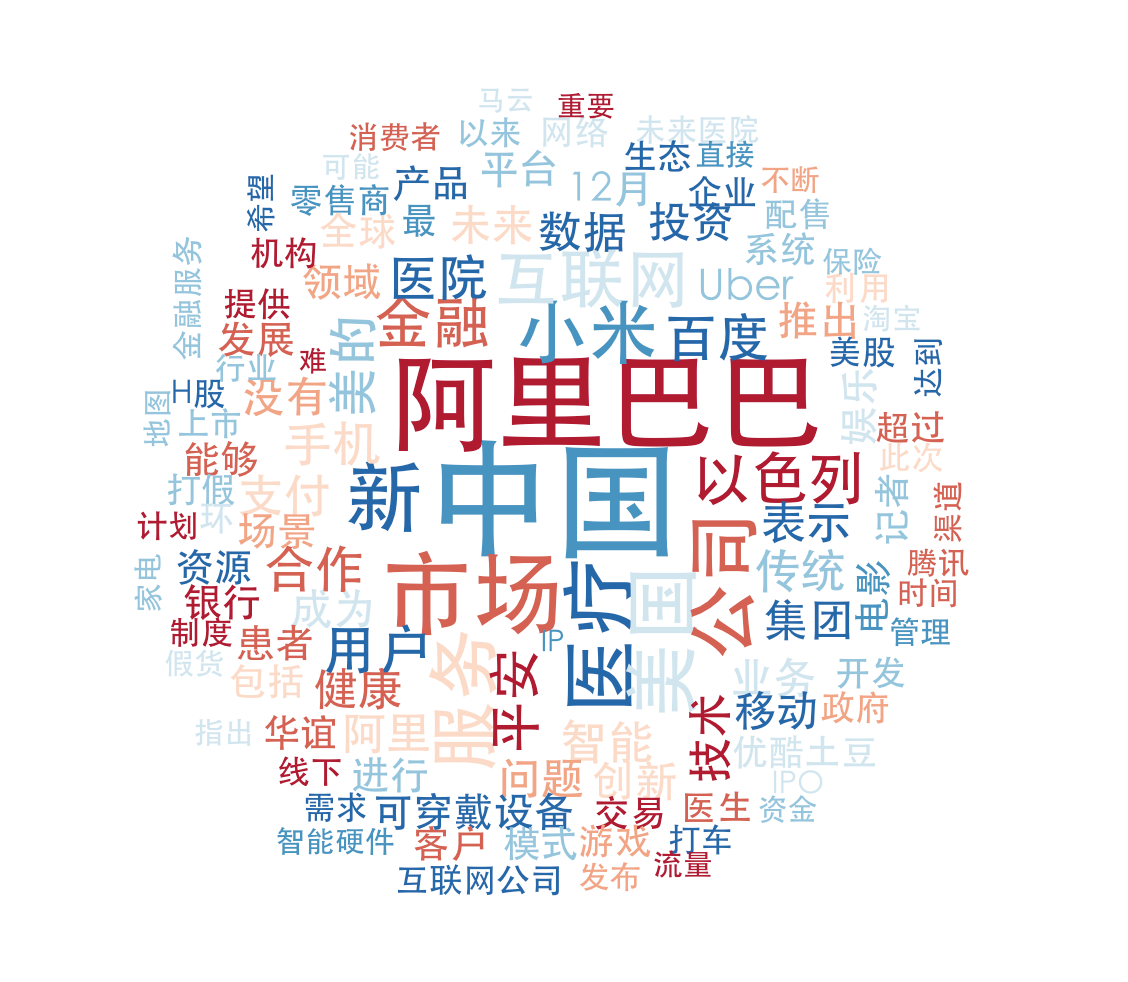 马云
重要
消费者
以来
网络
未来医院
可能
平台
生态
直接
希望
零售商
产品
最
12月
企业
不断
全球
未来
数据
投资
配售
金融服务
机构
领域
医院
互联网
Uber
系统
保险
利用
提供
发展
难
美的
金融
小米
百度
推出
淘宝
美股
达到
行业
H股
没有
阿里巴巴
娱乐
超过
地图
上市
手机
此次
能够
新
中国
以色列
记者
渠道
打假
环
支付
公司
表示
计划
场景
家电
资源
合作
市场
医疗
美国
传统
电影
腾讯
时间
银行
成为
集团
管理
制度
患者
用户
IP
假货
包括
健康
服务
平安
业务
开发
技术
移动
政府
指出
华谊
阿里
智能
优酷土豆
线下
进行
问题
创新
IPO
需求
可穿戴设备
交易
医生
资金
智能硬件
客户
模式
游戏
打车
流量
互联网公司
发布